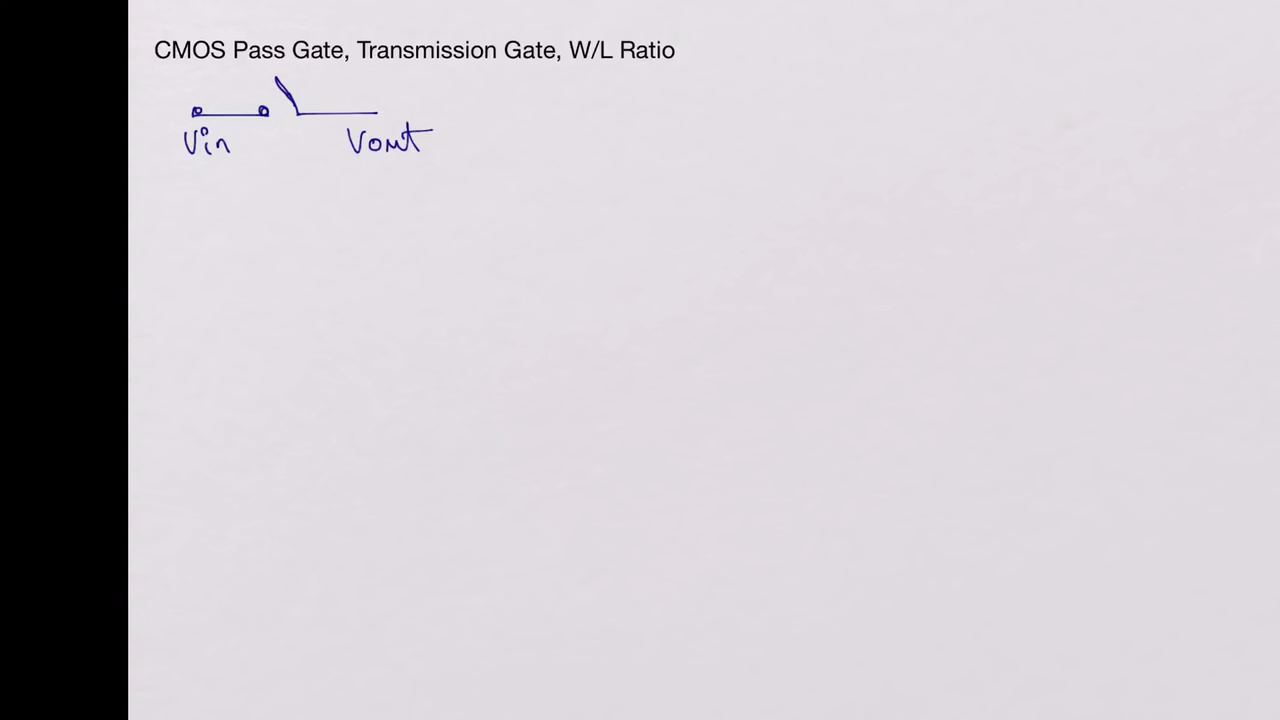 CMOS Pass Gate, Transmission Gate, W/L Ratio
Vin Vout